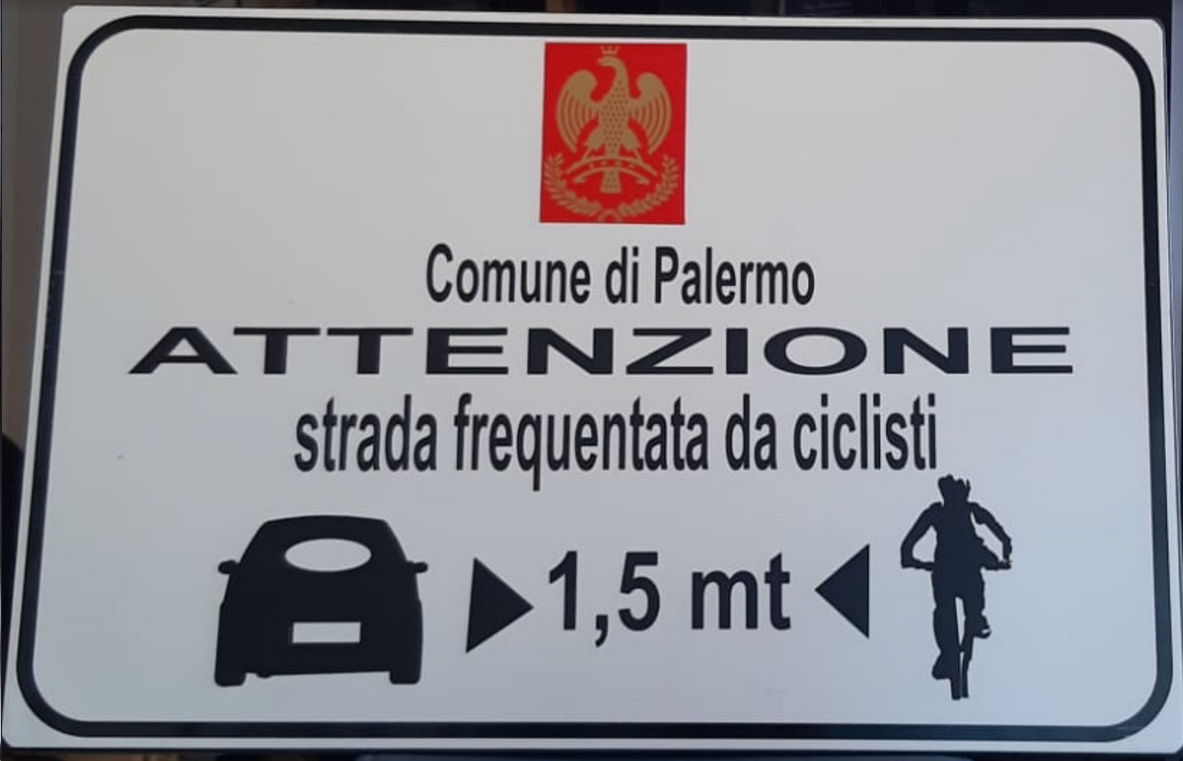 Comune di Palermo
ATTENZIONE
strada frequentata da ciclisti
1,5 mt